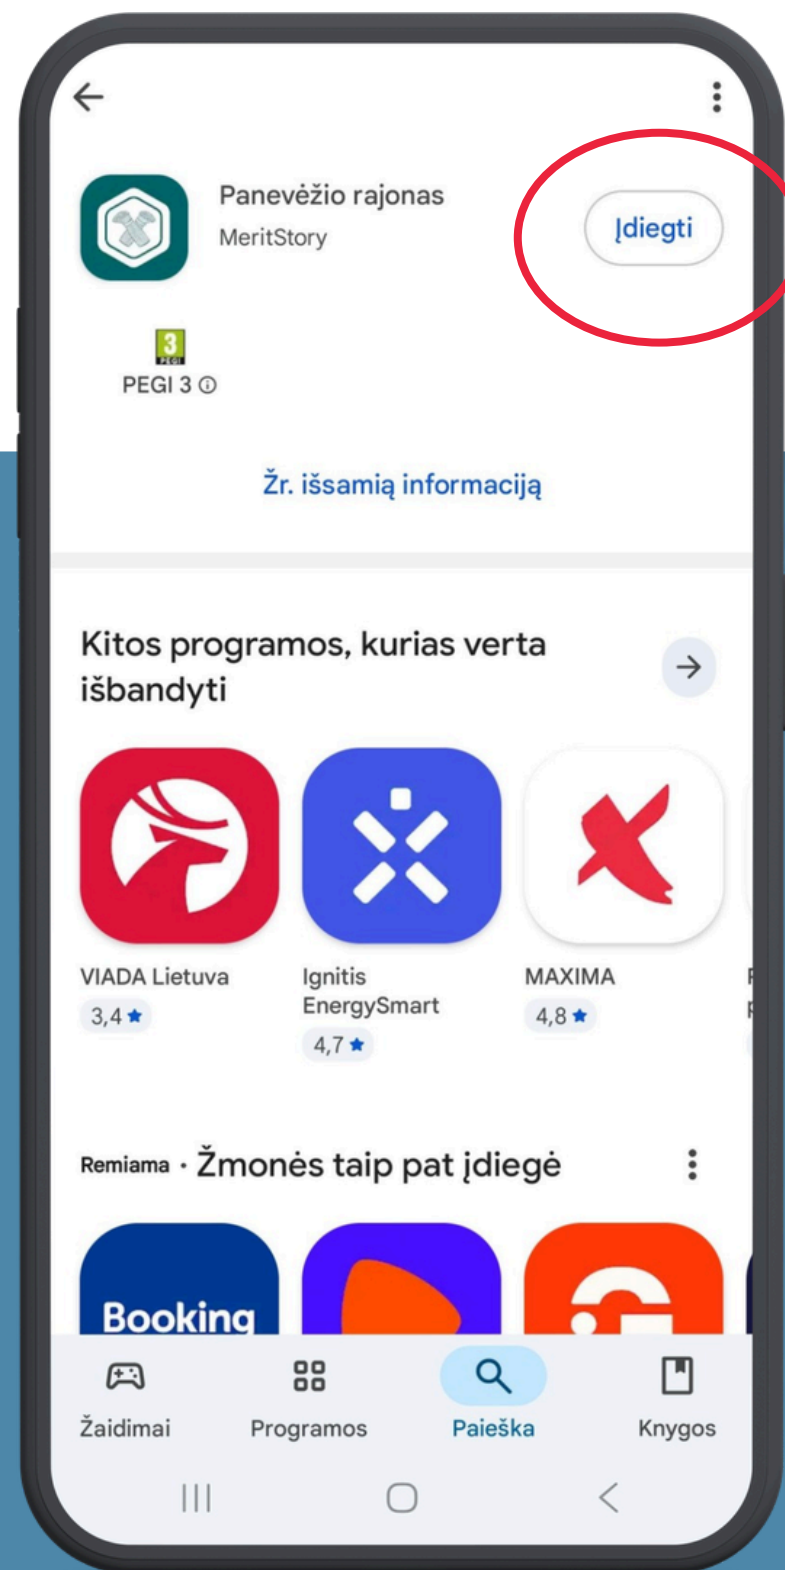 Panevėžio rajonas
MeritStory
Įdiegti
3
PEGI
PEGI 3
Žr. išsamią informaciją
Kitos programos, kurias verta
išbandyti
VIADA Lietuva
3,4
Ignitis
EnergySmart
4,7
MAXIMA
4,8
Remiama · Žmonės taip pat įdiegė
Booking
Žaidimai
Programos
Paieška
Knygos